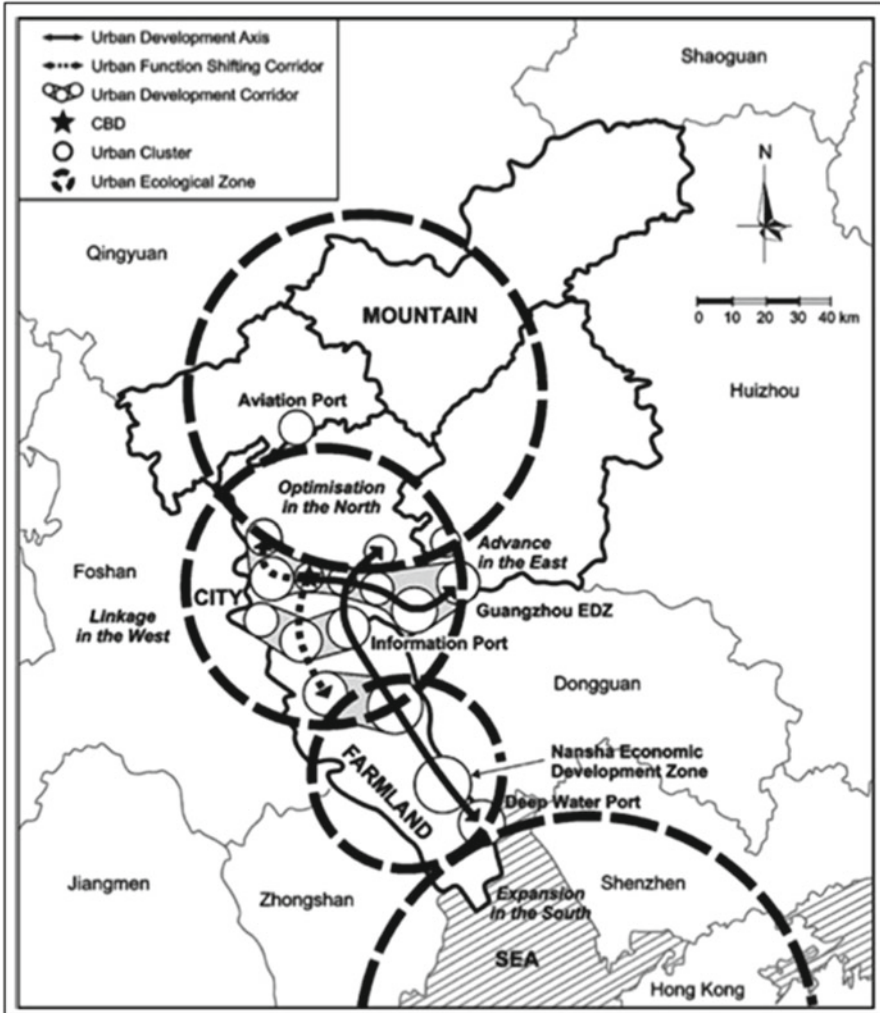 Urban Development Axis
Urban Function Shifting Corridor
Urban Development Corridor
CBD
Urban Cluster
Urban Ecological Zone
Shaoguan
N
Qingyuan
0 10 20 30 40 km
MOUNTAIN
Huizhou
Aviation Port
Optimisation
in the North
Advance
in the East
Foshan
CITY
Guangzhou EDZ
Linkage
in the West
Information Port
Dongguan
Nansha Economic
Development Zone
FARMLAND
Deep Water Port
Jiangmen
Zhongshan
Shenzhen
Expansion
in the South
SEA
Hong Kong